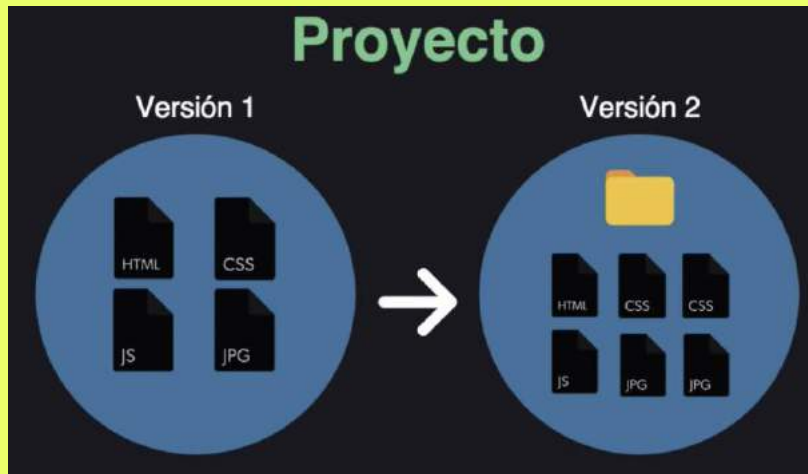 Proyecto
Versión 1
Versión 2
HTML
CSS
JS
JPG
HTML
CSS
CSS
JS
JPG
JPG